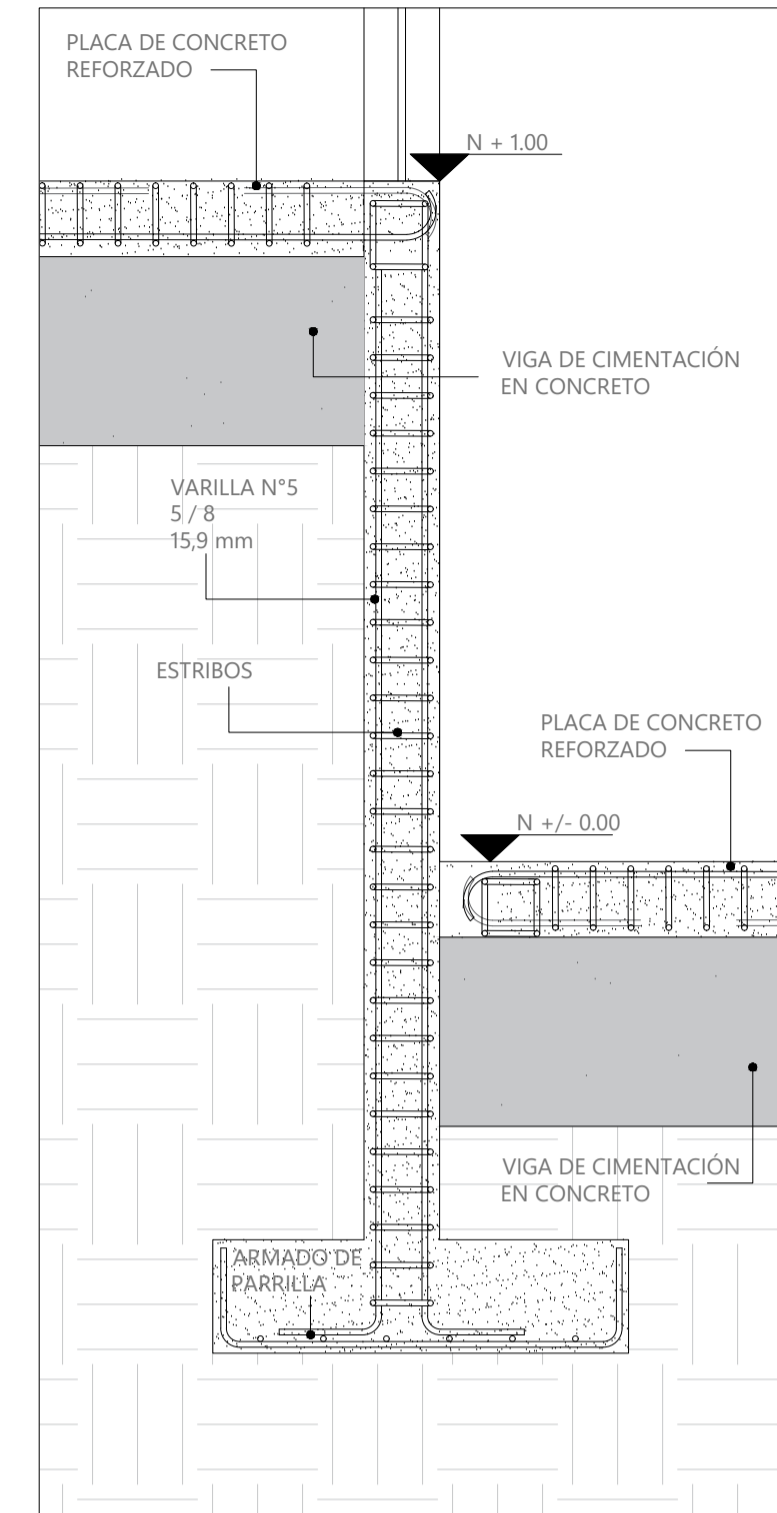 PLACA DE CONCRETO
REFORZADO
N + 1.00
VIGA DE CIMENTACIÓN
EN CONCRETO
VARILLA N°5
5 / 8
15,9 mm
ESTRIBOS
PLACA DE CONCRETO
REFORZADO
N +/- 0.00
VIGA DE CIMENTACIÓN
EN CONCRETO
ARMADO DE
PARRILLA